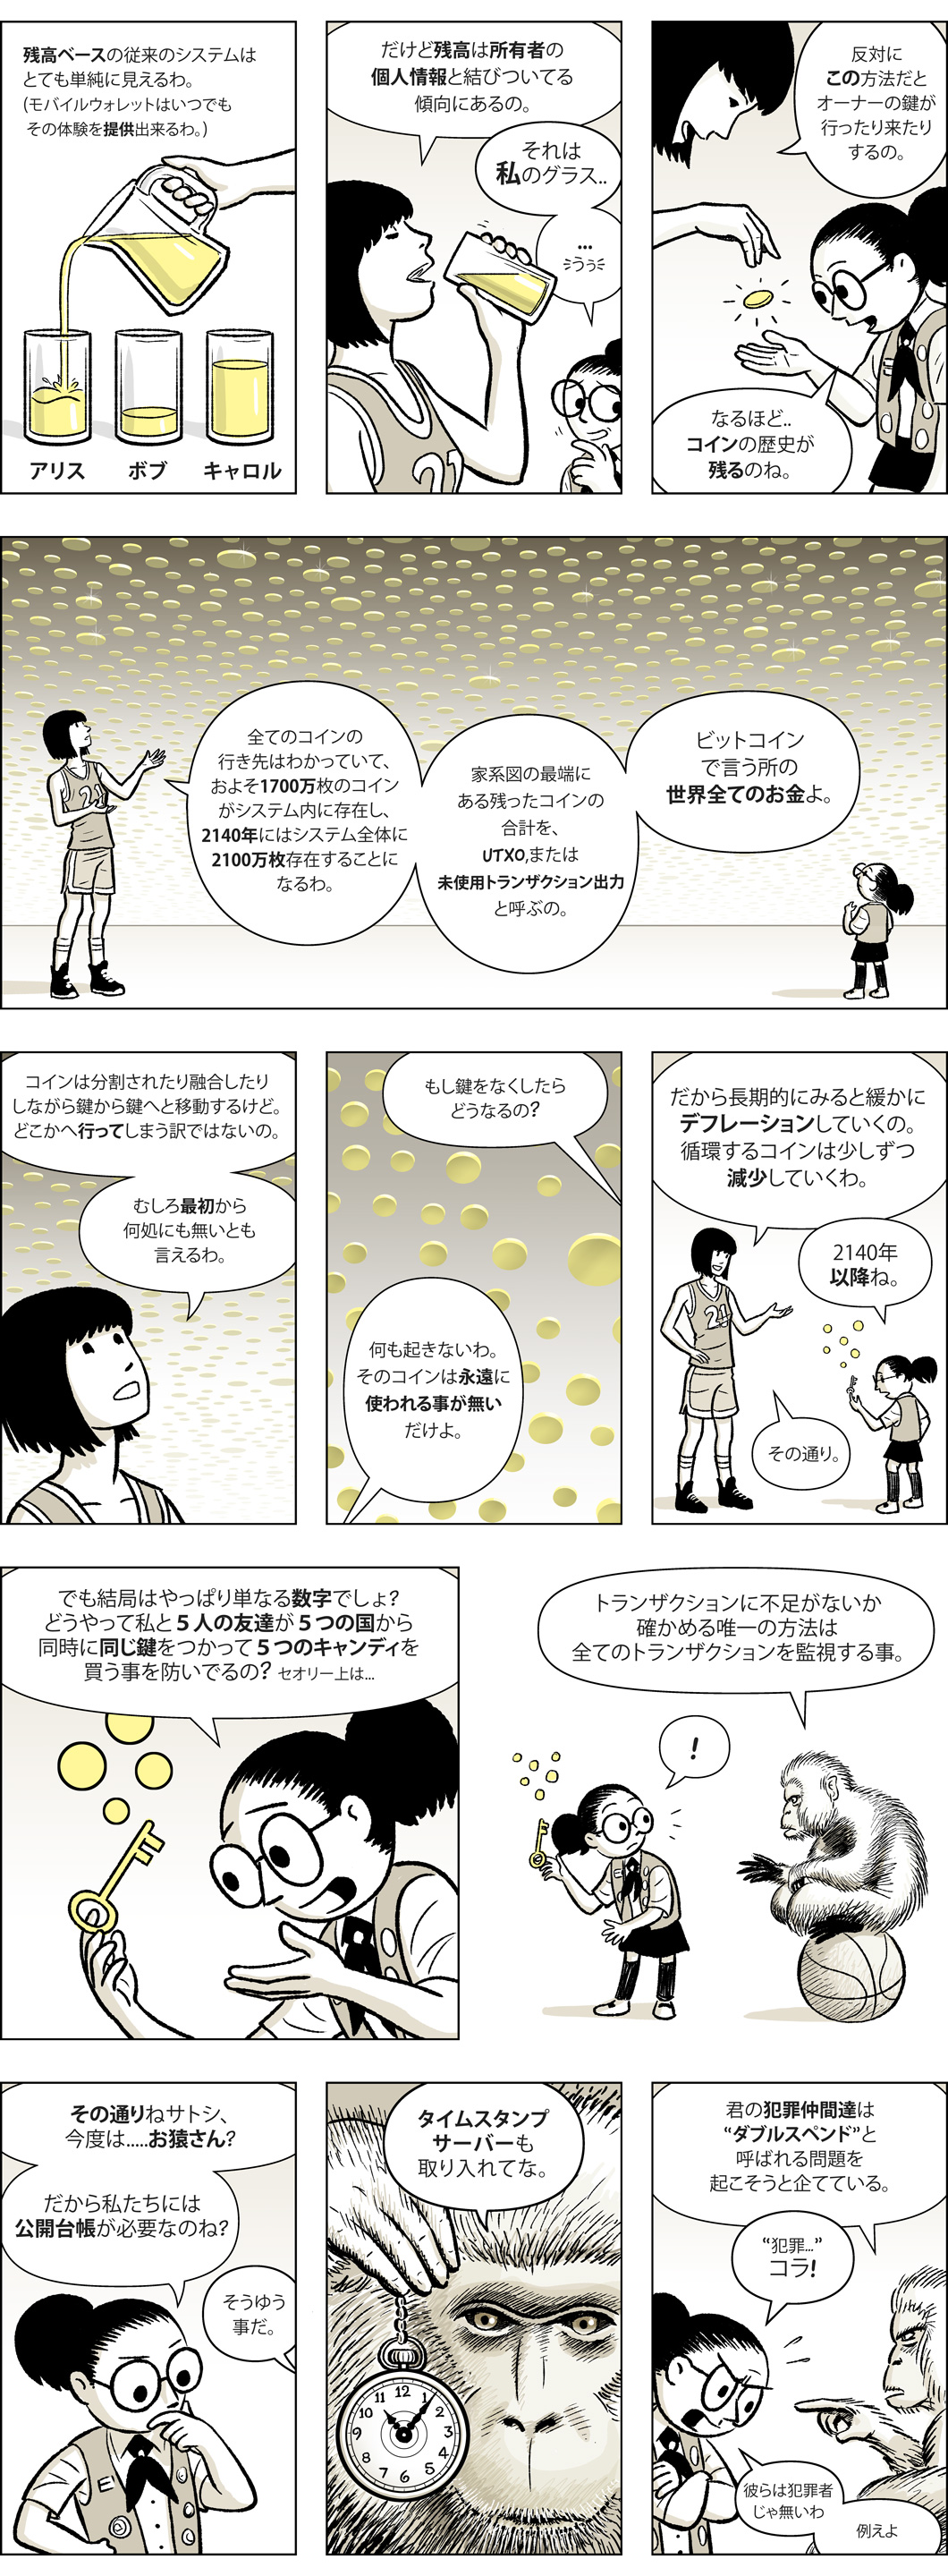 残高ベースの従来のシステムは
とても単純に見えるわ。
(モバイルウォレットはいつでも
その体験を提供出来るわ。)
アリス
ボブ
キャロル
だけど残高は所有者の
個人情報と結びついてる
傾向にあるの。
それは
私のグラス..
...
うぅ
21
反対に
この方法だと
オーナーの鍵が
行ったり来たり
するの。
なるほど..
コインの歴史が
残るのね。
全てのコインの
行き先はわかっていて、
およそ1700万枚のコイン
がシステム内に存在し、
2140年にはシステム全体に
2100万枚存在することに
なるわ。
家系図の最端に
ある残ったコインの
合計を、
UTXO,または
未使用トランザクション出力
と呼ぶの。
ビットコイン
で言う所の
世界全てのお金よ。
21
コインは分割されたり融合したり
しながら鍵から鍵へと移動するけど。
どこかへ行ってしまう訳ではないの。
むしろ最初から
何処にも無いとも
言えるわ。
もし鍵をなくしたら
どうなるの?
何も起きないわ。
そのコインは永遠に
使われる事が無い
だけよ。
だから長期的にみると緩かに
デフレーションしていくの。
循環するコインは少しずつ
減少していくわ。
2140年
以降ね。
21
その通り。
でも結局はやっぱり単なる数字でしょ?
どうやって私と５人の友達が５つの国から
同時に同じ鍵をつかって５つのキャンディを
買う事を防いでるの? セオリー上は...
トランザクションに不足がないか
確かめる唯一の方法は
全てのトランザクションを監視する事。
!
その通りねサトシ、
今度は.....お猿さん?
だから私たちには
公開台帳が必要なのね?
そうゆう
事だ。
タイムスタンプ
サーバーも
取り入れてな。
12
1
2
3
4
5
6
7
8
9
10
11
君の犯罪仲間達は
“ダブルスペンド”と
呼ばれる問題を
起こそうと企てている。
“犯罪...”
コラ!
彼らは犯罪者
じゃ無いわ
例えよ